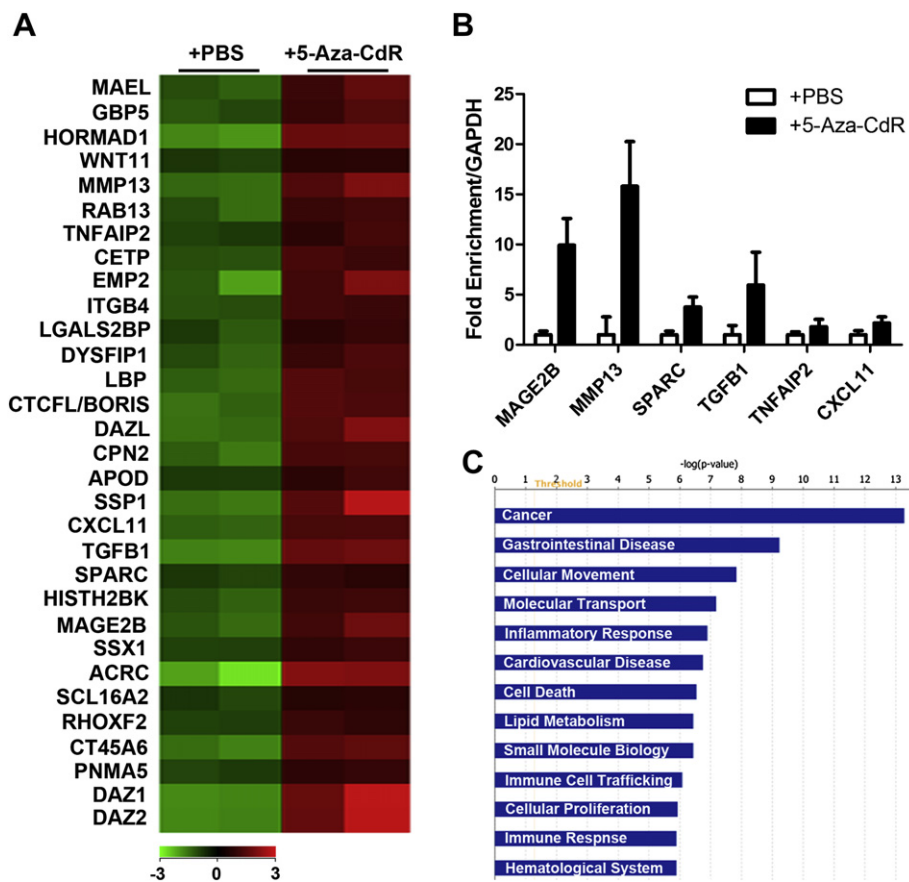 A
+PBS
+5-Aza-CdR
MAEL
GBP5
HORMAD1
WNT11
MMP13
RAB13
TNFAIP2
CETP
EMP2
ITGB4
LGALS2BP
DYSFIP1
LBP
CTCFL/BORIS
DAZL
CPN2
APOD
SSP1
CXCL11
TGFB1
SPARC
HISTH2BK
MAGE2B
SSX1
ACRC
SCL16A2
RHOXF2
CT45A6
PNMA5
DAZ1
DAZ2
-3 0 3
B
+PBS
+5-Aza-CdR
Fold Enrichment/GAPDH
25
20
15
10
5
0
MAGE2B
MMP13
SPARC
TGFB1
TNFAIP2
CXCL11
C
-log(p-value)
0 1 2 3 4 5 6 7 8 9 10 11 12 13
Threshold
Cancer
Gastrointestinal Disease
Cellular Movement
Molecular Transport
Inflammatory Response
Cardiovascular Disease
Cell Death
Lipid Metabolism
Small Molecule Biology
Immune Cell Trafficking
Cellular Proliferation
Immune Respnse
Hematological System